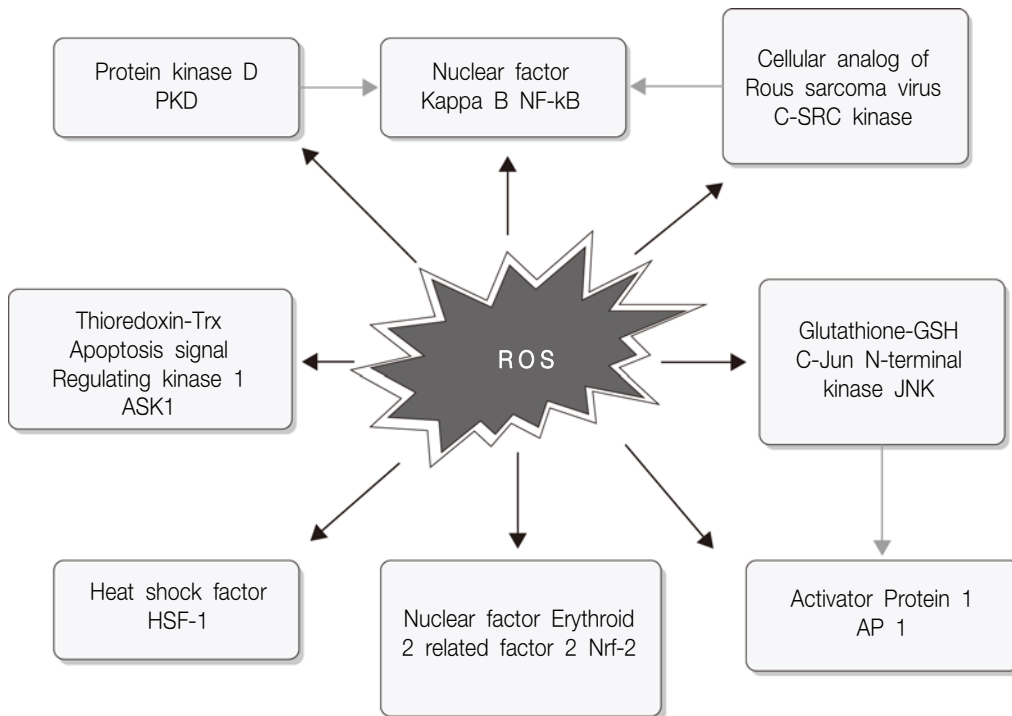 Protein kinase D
PKD
Nuclear factor
Kappa B NF-kB
Cellular analog of
Rous sarcoma virus
C-SRC kinase
Thioredoxin-Trx
Apoptosis signal
Regulating kinase 1
ASK1
ROS
Glutathione-GSH
C-Jun N-terminal
kinase JNK
Heat shock factor
HSF-1
Nuclear factor Erythroid
2 related factor 2 Nrf-2
Activator Protein 1
AP 1